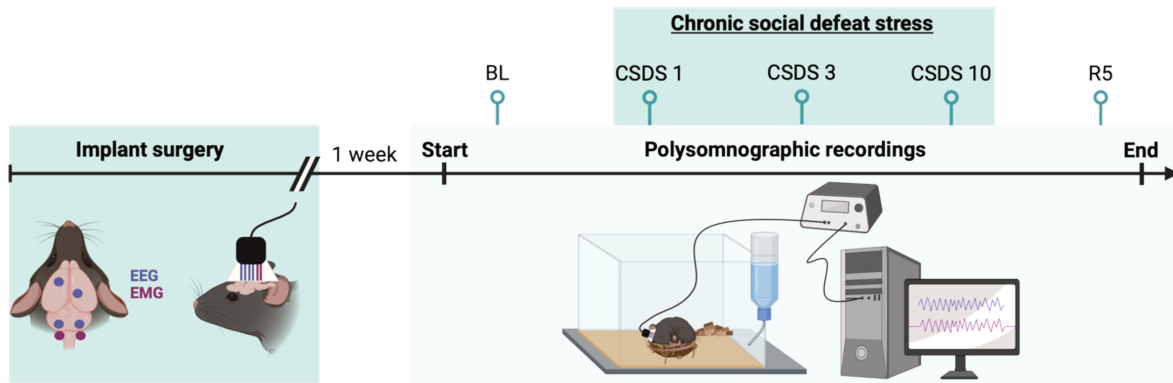 Chronic social defeat stress
BL
CSDS 1
CSDS 3
CSDS 10
R5
Implant surgery
1 week
Start
Polysomnographic recordings
End
EEG
EMG